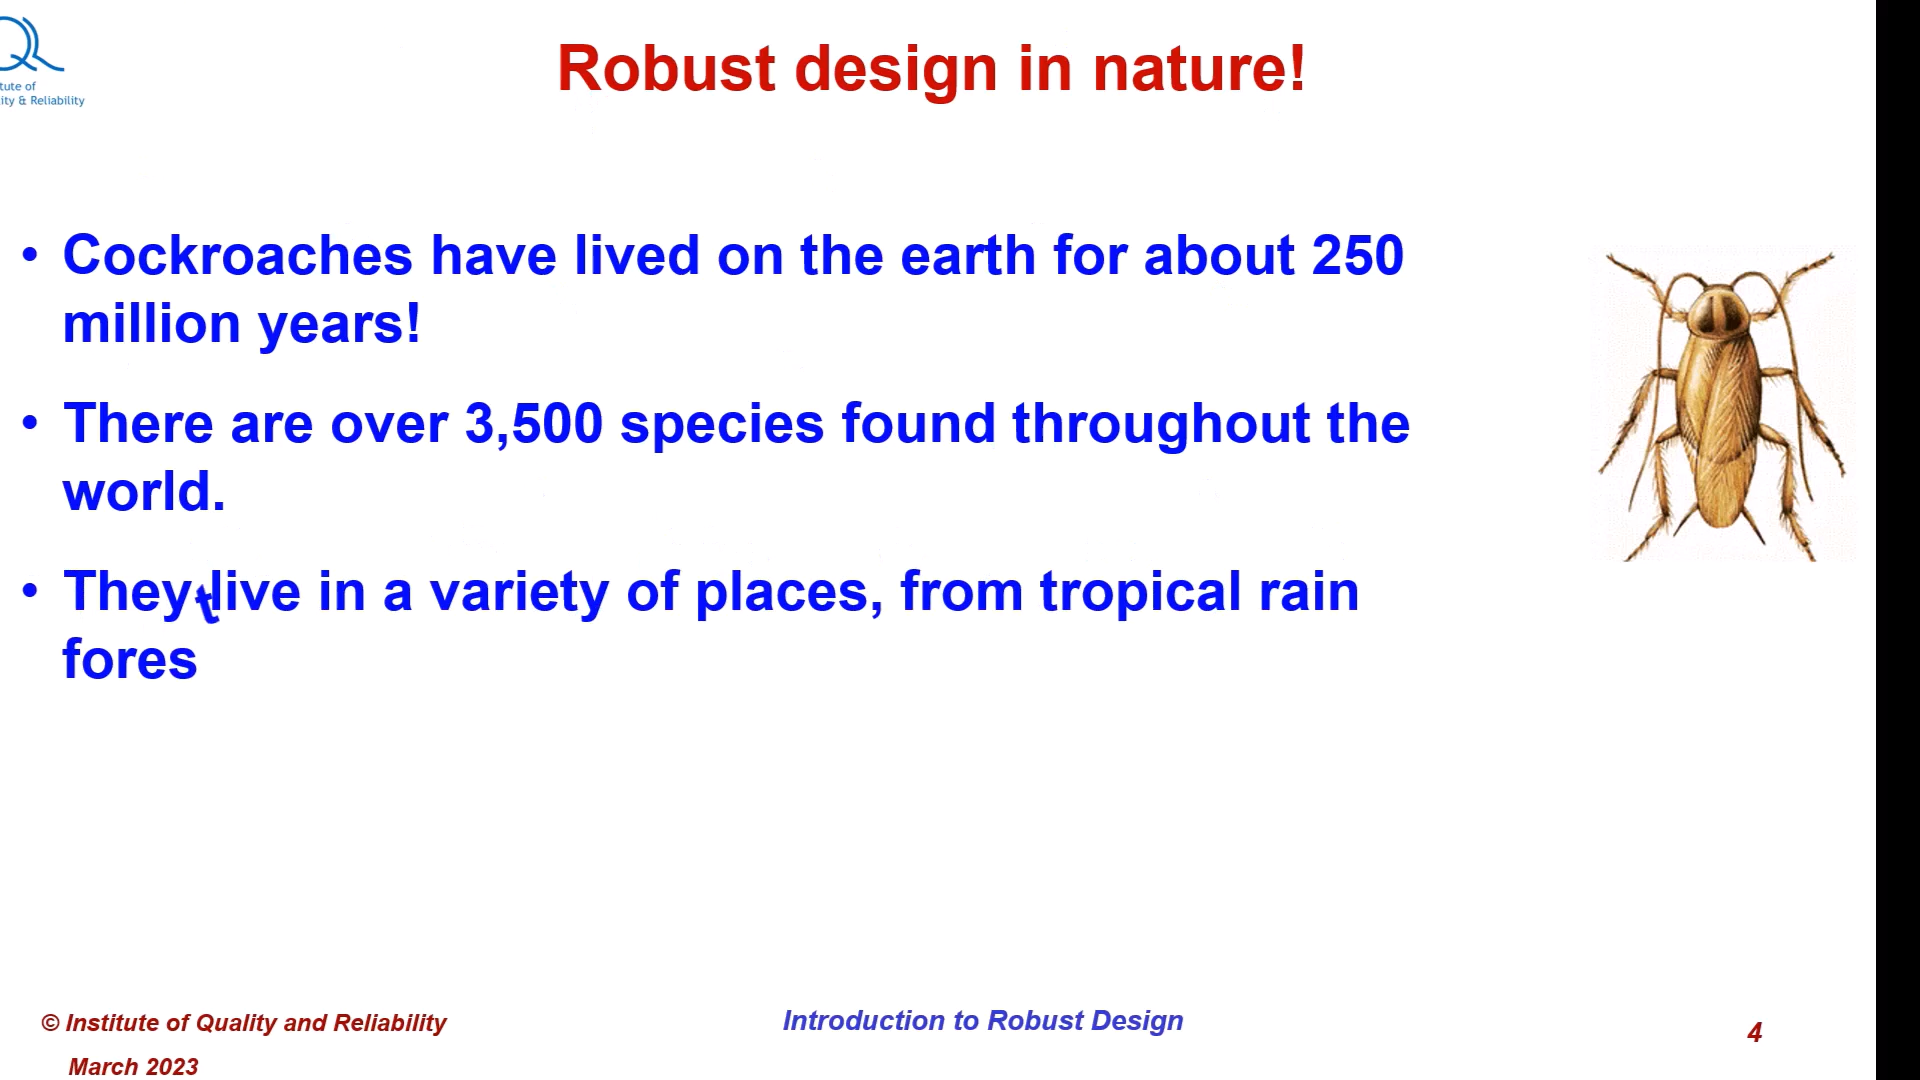 tute of
ity & Reliability
Robust design in nature!
• Cockroaches have lived on the earth for about 250
million years!
• There are over 3,500 species found throughout the
world.
• They live in a variety of places, from tropical rain
fores
t
© Institute of Quality and Reliability
March 2023
Introduction to Robust Design
4